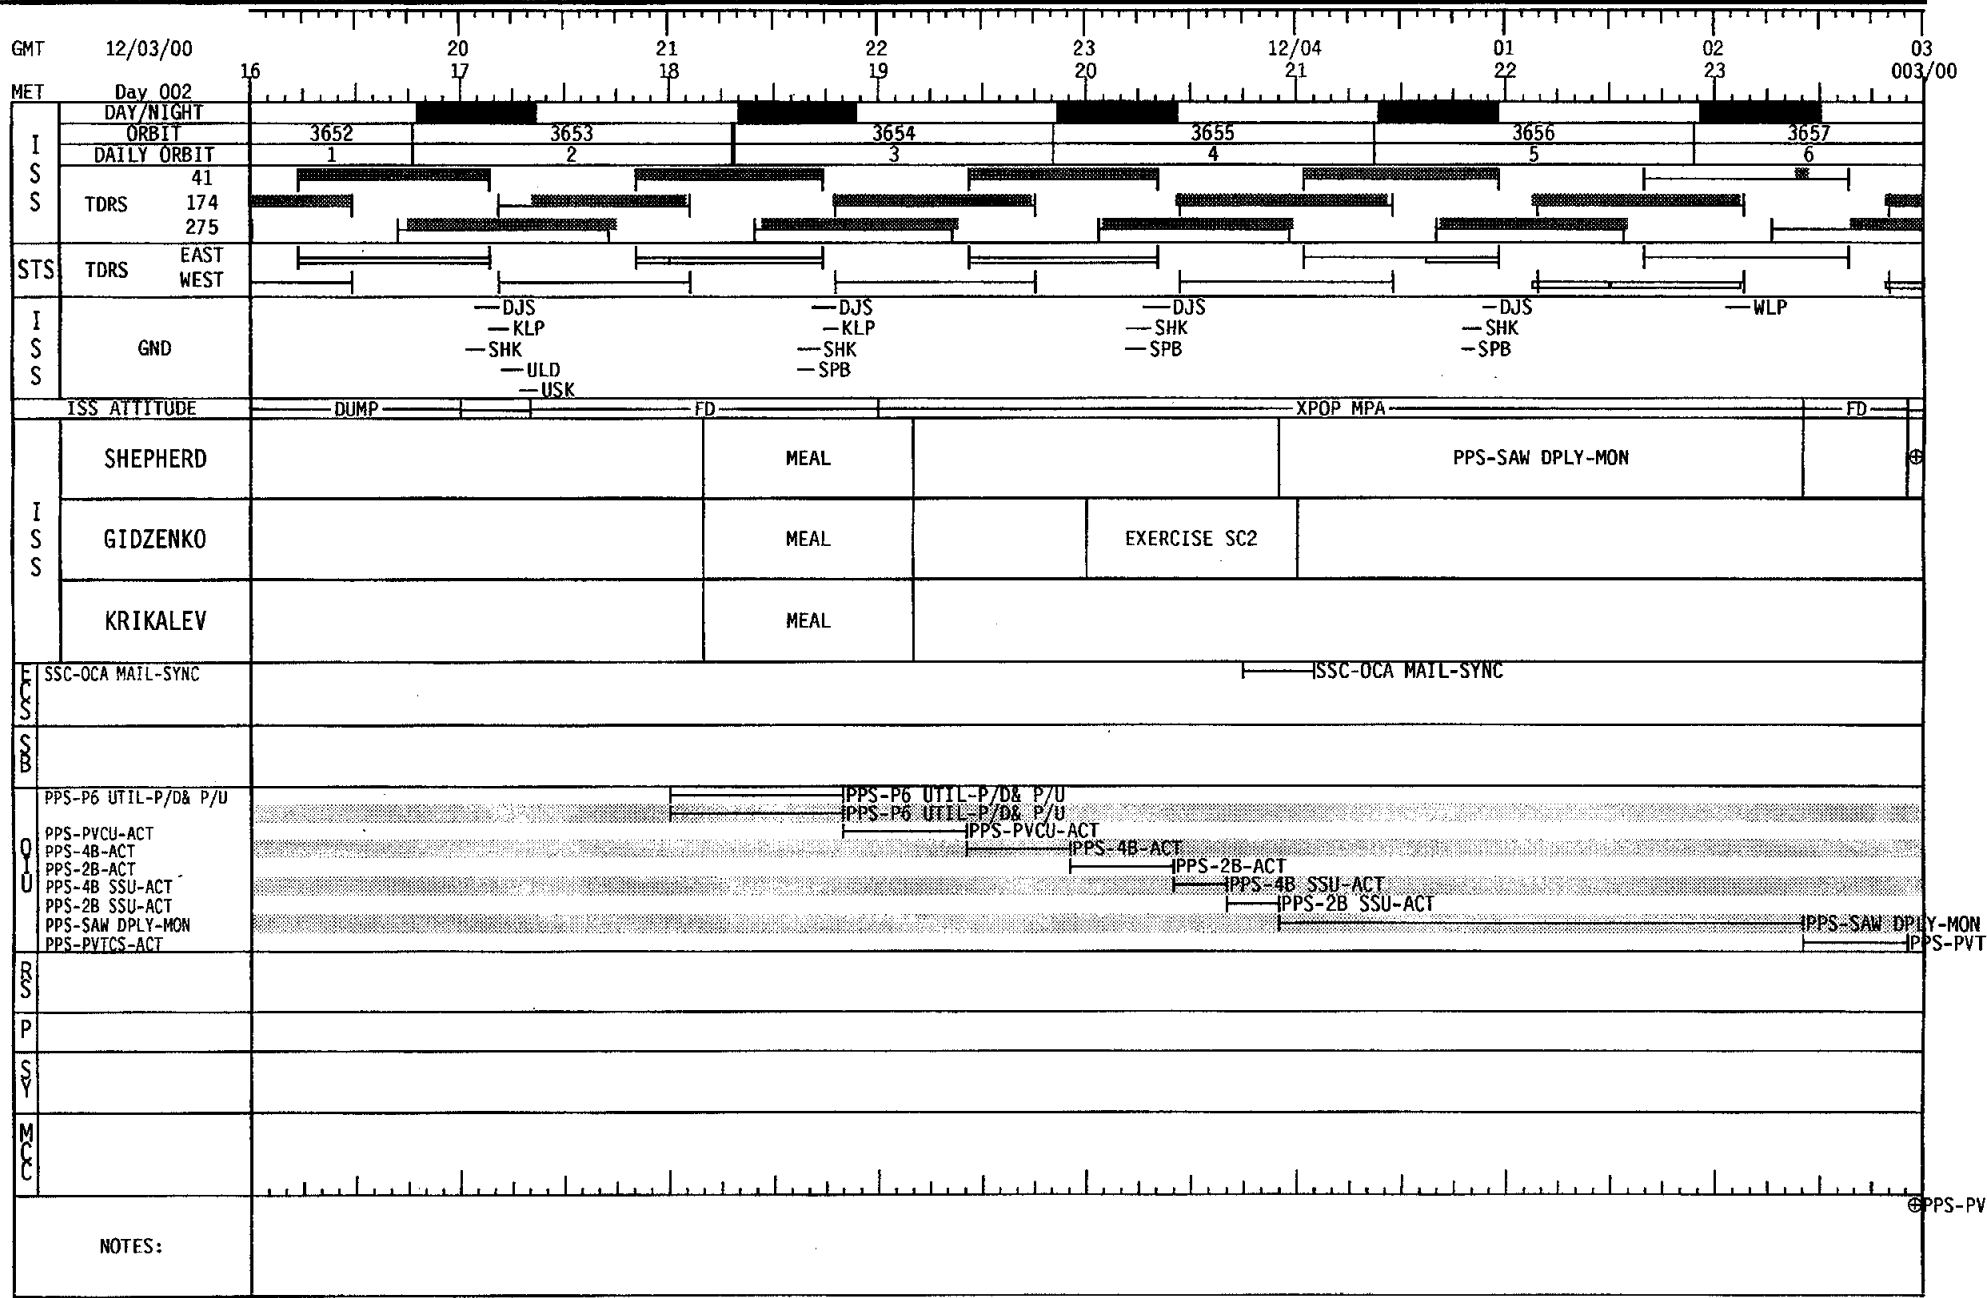 GMT 12/03/00 20 21 22 23 12/04 01 02 03
16 17 18 19 20 21 22 23 003/00
MET Day 002
DAY/NIGHT
ORBIT 3652 3653 3654 3655 3656 3657
DAILY ORBIT 1 2 3 4 5 6
ISS
TDRS
41
174
275
STS TDRS EAST
WEST
ISS GND
DJS DJS DJS DJS WLP
KLP KLP SHK SHK
SHK SHK SPB SPB
ULD SPB
USK
ISS ATTITUDE DUMP FD XPOP MPA FD
ISS
SHEPHERD MEAL PPS-SAW DPLY-MON
GIDZENKO MEAL EXERCISE SC2
KRIKALEV MEAL
ECS SSC-OCA MAIL-SYNC SSC-OCA MAIL-SYNC
SB
PPS-P6 UTIL-P/D& P/U PPS-P6 UTIL-P/D& P/U
PPS-P6 UTIL-P/D& P/U
PPS-PVCU-ACT PPS-PVCU-ACT
PPS-4B-ACT PPS-4B-ACT
PPS-2B-ACT PPS-2B-ACT
PPS-4B SSU-ACT PPS-4B SSU-ACT
PPS-2B SSU-ACT PPS-2B SSU-ACT
PPS-SAW DPLY-MON PPS-SAW DPLY-MON
PPS-PVTCS-ACT PPS-PVT
RS
P
SY
MCC
⊕PPS-PV
NOTES: